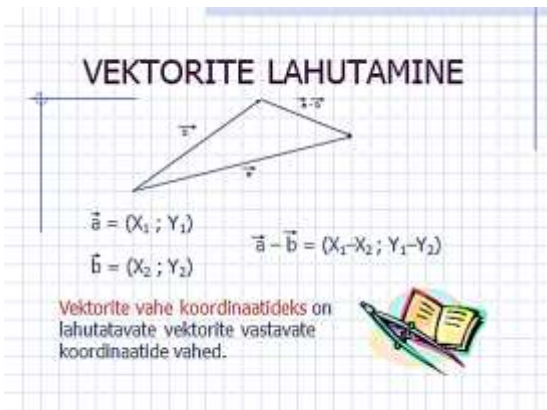 VEKTORITE LAHUTAMINE
a = (X₁ ; Y₁)
b = (X₂ ; Y₂)
a – b = (X₁–X₂ ; Y₁–Y₂)
Vektorite vahe koordinaatideks on
lahutatavate vektorite vastavate
koordinaatide vahed.